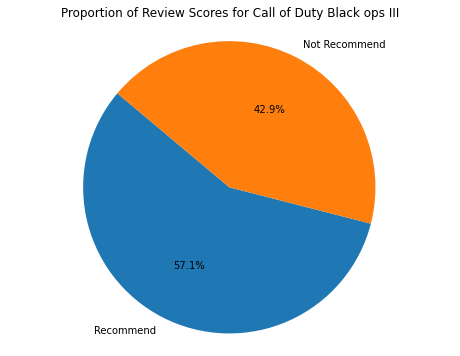 Proportion of Review Scores for Call of Duty Black ops III
Not Recommend
42.9%
57.1%
Recommend